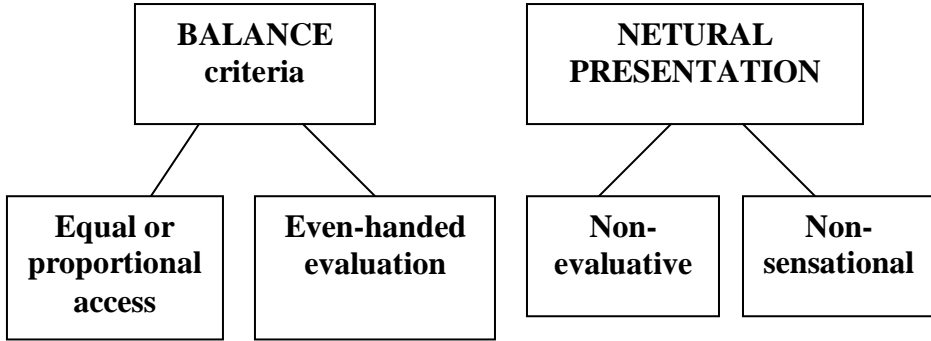 BALANCE
criteria
NETURAL
PRESENTATION
Equal or
proportional
access
Even-handed
evaluation
Non-
evaluative
Non-
sensational